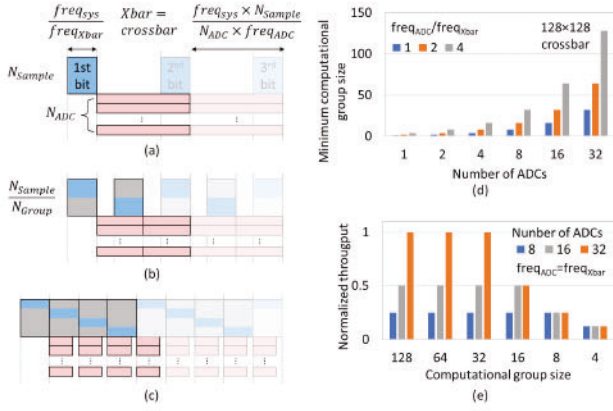 freq_sys / freq_Xbar
Xbar = crossbar
freq_sys × N_Sample / N_ADC × freq_ADC
N_Sample
1st bit
2nd bit
3rd bit
N_ADC
(a)
N_Sample / N_Group
(b)
(c)
Minimum computational group size
150
100
50
0
freq_ADC/freq_Xbar
1 2 4
128×128 crossbar
1 2 4 8 16 32
Number of ADCs
(d)
Normalized througput
1
0.5
0
Number of ADCs
8 16 32
freq_ADC=freq_Xbar
128 64 32 16 8 4
Computational group size
(e)